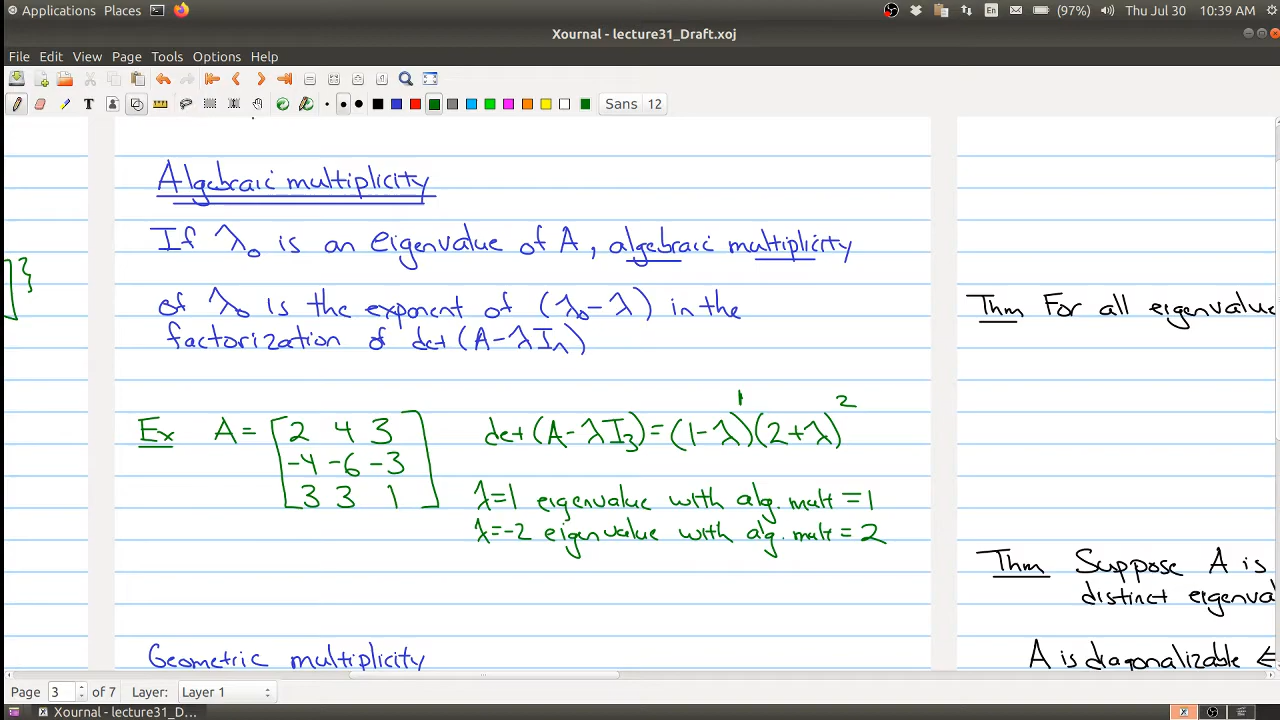 Applications Places En (97%) Thu Jul 30 10:39 AM
Xournal - lecture31_Draft.xoj
File Edit View Page Tools Options Help
T Sans 12
Algebraic multiplicity
If λ₀ is an eigenvalue of A, algebraic multiplicity
of λ₀ is the exponent of (λ₀-λ) in the
factorization of det (A-λIₙ)
Ex A = [2 4 3
-4 -6 -3
3 3 1]
det (A-λI₃) = (1-λ)¹(2+λ)²
λ=1 eigenvalue with alg. mult = 1
λ=-2 eigenvalue with alg. mult = 2
Geometric multiplicity
]}
Thm For all eigenvalue
Thm Suppose A is
distinct eigenva
A is diagonalizable ⇐
Page 3 of 7 Layer: Layer 1
Xournal - lecture31_D...